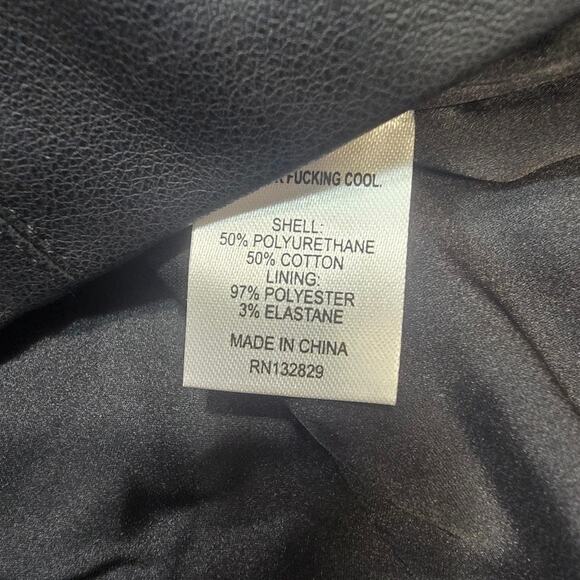 FUCKING COOL.
SHELL:
50% POLYURETHANE
50% COTTON
LINING:
97% POLYESTER
3% ELASTANE
MADE IN CHINA
RN132829